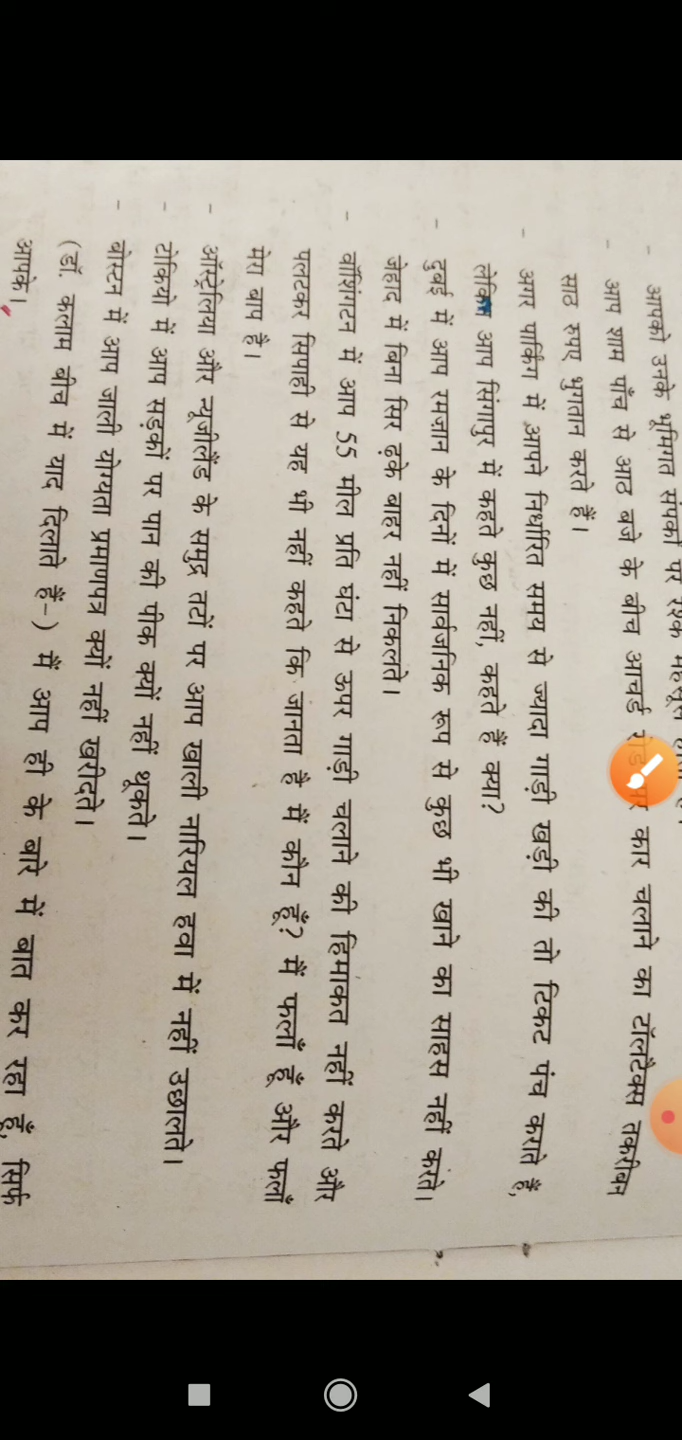 - आपको उनके भूमिगत संपर्कों पर रश्क महसूस
- आप शाम पाँच से आठ बजे के बीच आचर्ड रोड पर कार चलाने का टॉलटैक्स तकरीबन
साठ रुपए भुगतान करते हैं।
- अगर पार्किंग में आपने निर्धारित समय से ज्यादा गाड़ी खड़ी की तो टिकट पंच कराते हैं,
लेकिन आप सिंगापुर में कहते कुछ नहीं, कहते हैं क्या?
- दुबई में आप रमजान के दिनों में सार्वजनिक रूप से कुछ भी खाने का साहस नहीं करते।
जेहाद में बिना सिर ढ़के बाहर नहीं निकलते।
- वॉशिंगटन में आप 55 मील प्रति घंटा से ऊपर गाड़ी चलाने की हिमाकत नहीं करते और
पलटकर सिपाही से यह भी नहीं कहते कि जानता है मैं कौन हूँ? मैं फलाँ हूँ और फलाँ
मेरा बाप है।
- ऑस्ट्रेलिया और न्यूजीलैंड के समुद्र तटों पर आप खाली नारियल हवा में नहीं उछालते।
- टोकियो में आप सड़कों पर पान की पीक क्यों नहीं थूकते।
- बोस्टन में आप जाली योग्यता प्रमाणपत्र क्यों नहीं खरीदते।
(डॉ. कलाम बीच में याद दिलाते हैं-) मैं आप ही के बारे में बात कर रहा हूँ, सिर्फ
आपके।